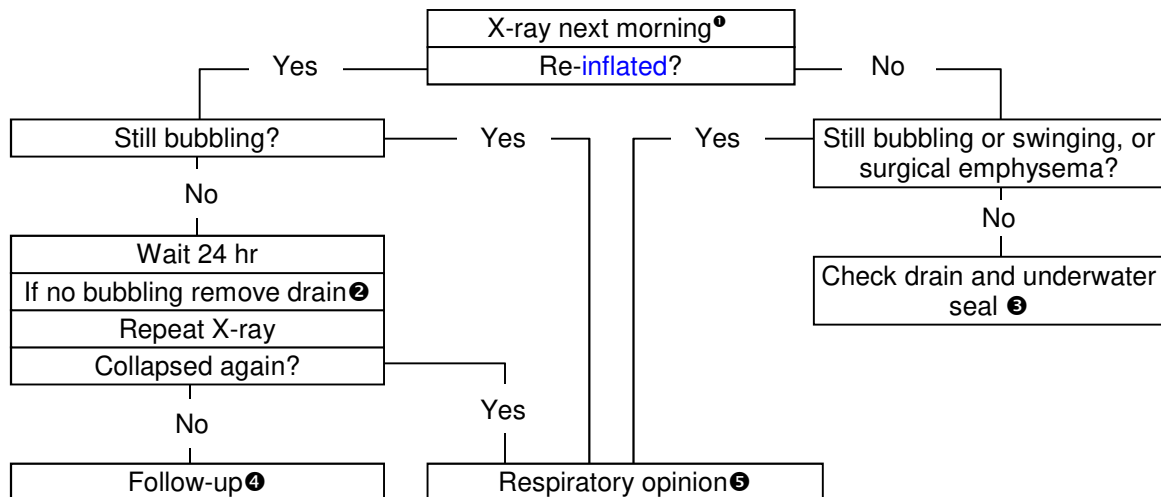 X-ray next morning❶
Re-inflated?
Yes
No
Still bubbling?
Yes
Yes
Still bubbling or swinging, or
surgical emphysema?
No
No
Wait 24 hr
If no bubbling remove drain❷
Repeat X-ray
Collapsed again?
Check drain and underwater
seal ❸
No
Yes
Follow-up❹
Respiratory opinion❺